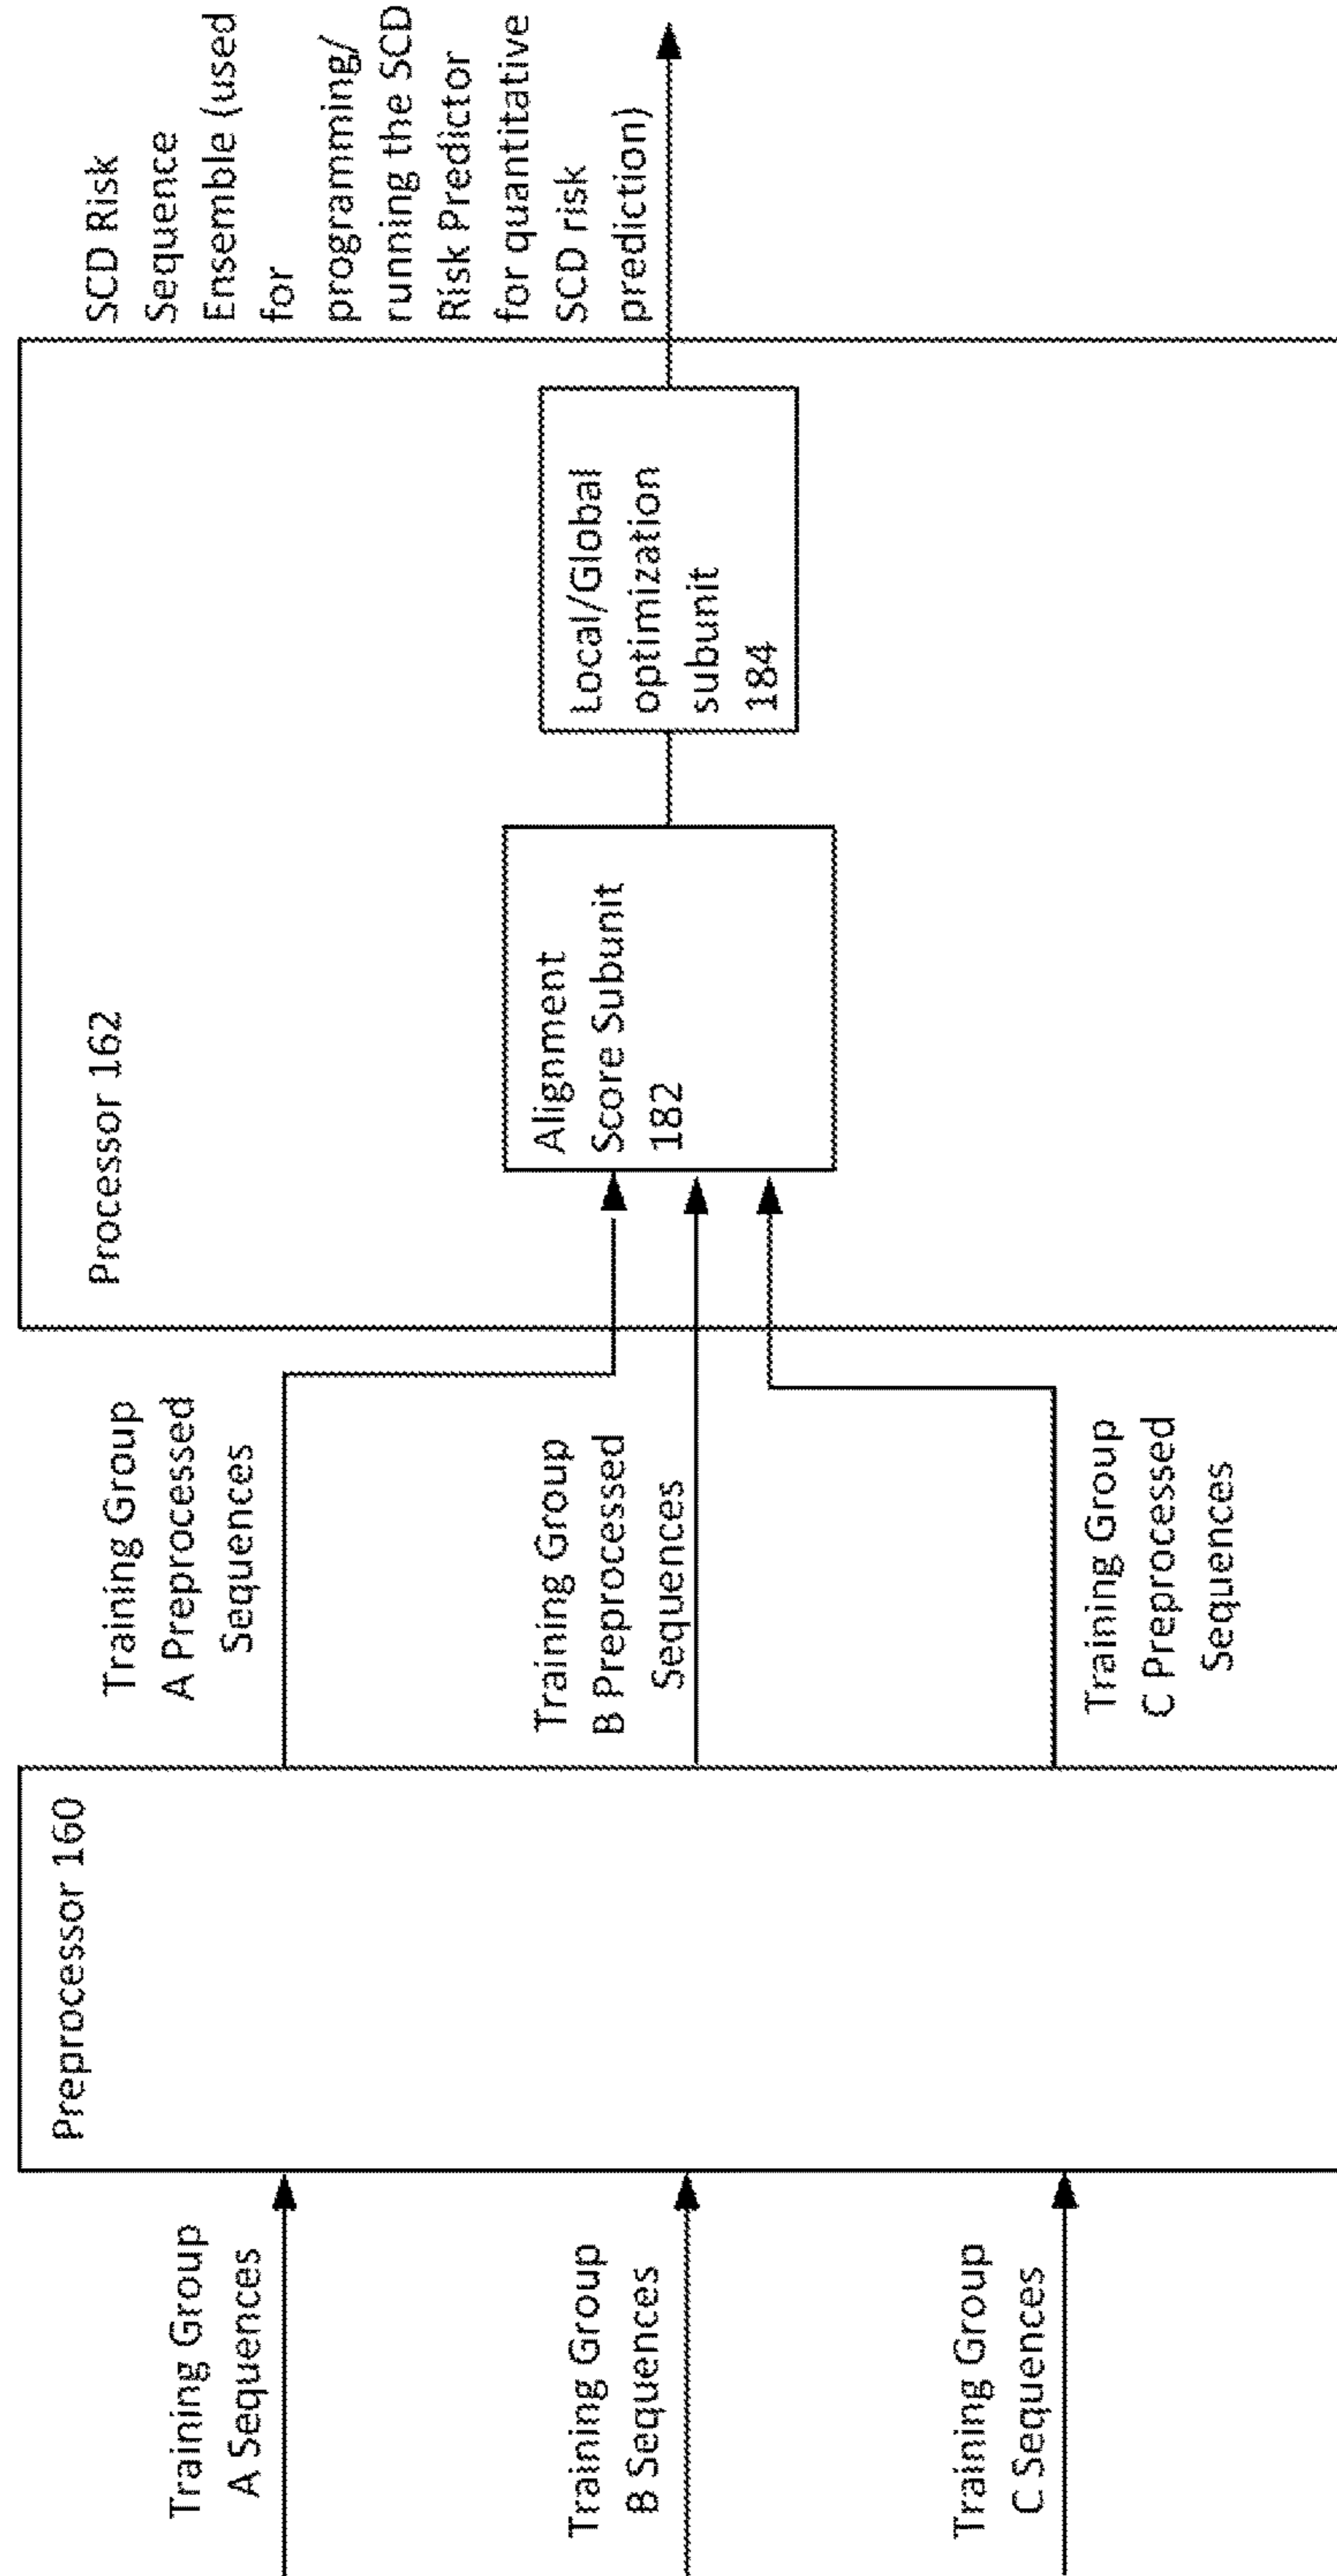 Training Group
A Sequences
Training Group
B Sequences
Training Group
C Sequences
Preprocessor 160
Training Group
A Preprocessed
Sequences
Training Group
B Preprocessed
Sequences
Training Group
C Preprocessed
Sequences
Processor 162
Alignment
Score Subunit
182
Local/Global
optimization
subunit
184
SCD Risk
Sequence
Ensemble (used
for
programming/
running the SCD
Risk Predictor
for quantitative
SCD risk
prediction)